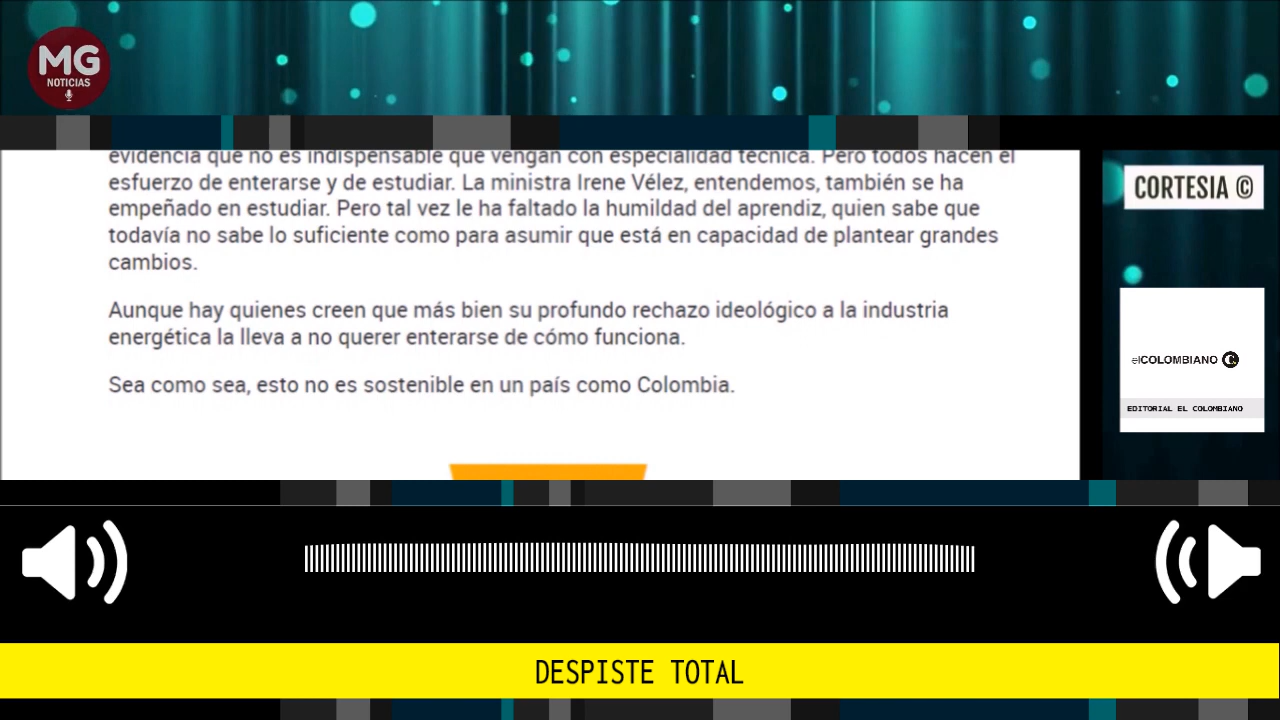 MG
NOTICIAS
evidencia que no es indispensable que vengan con especialidad técnica. Pero todos hacen el
esfuerzo de enterarse y de estudiar. La ministra Irene Vélez, entendemos, también se ha
empeñado en estudiar. Pero tal vez le ha faltado la humildad del aprendiz, quien sabe que
todavía no sabe lo suficiente como para asumir que está en capacidad de plantear grandes
cambios.
Aunque hay quienes creen que más bien su profundo rechazo ideológico a la industria
energética la lleva a no querer enterarse de cómo funciona.
Sea como sea, esto no es sostenible en un país como Colombia.
CORTESIA ©
elCOLOMBIANO C
EDITORIAL EL COLOMBIANO
DESPISTE TOTAL